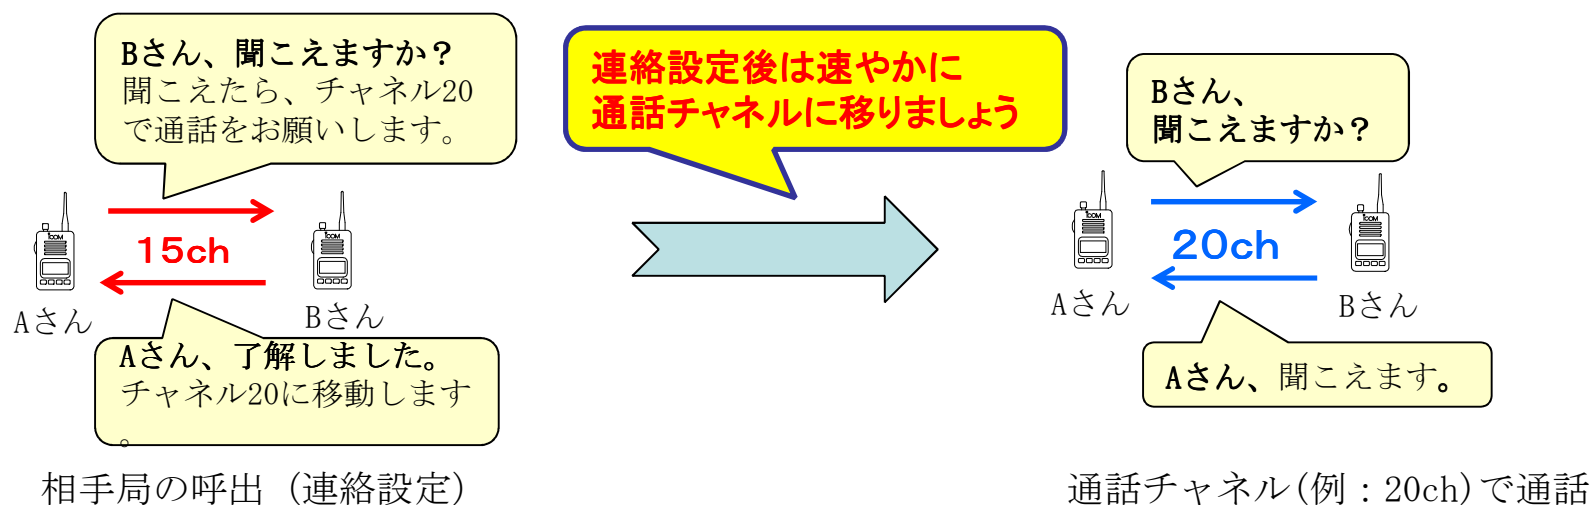 Bさん、聞こえますか？
聞こえたら、チャネル20
で通話をお願いします。
15ch
Aさん
Bさん
Aさん、了解しました。
チャネル20に移動します
。
相手局の呼出（連絡設定）
連絡設定後は速やかに
通話チャネルに移りましょう
Bさん、
聞こえますか？
20ch
Aさん
Bさん
Aさん、聞こえます。
通話チャネル(例：20ch)で通話
ICOM
ICOM
ICOM
ICOM